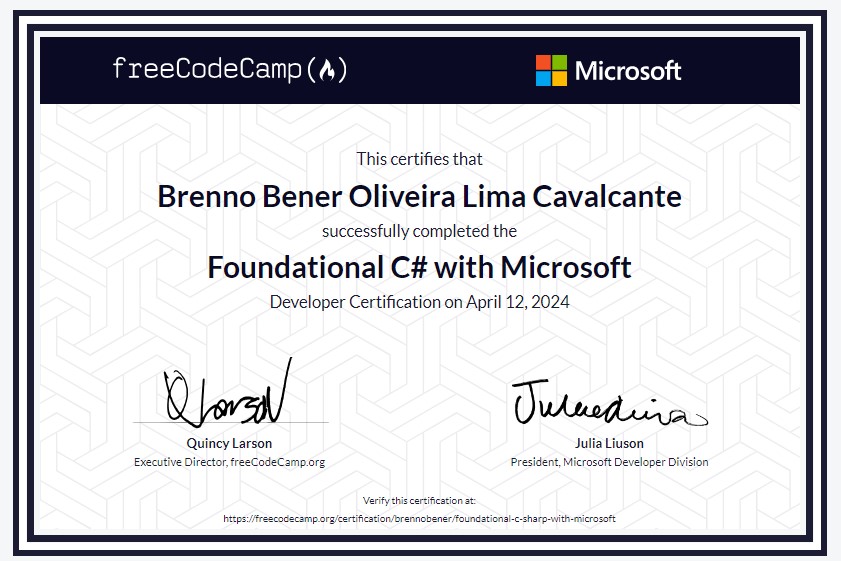 freeCodeCamp Microsoft
This certifies that
Brenno Bener Oliveira Lima Cavalcante
successfully completed the
Foundational C# with Microsoft
Developer Certification on April 12, 2024
Quincy Larson
Executive Director, freeCodeCamp.org
Julia Liuson
President, Microsoft Developer Division
Verify this certification at:
https://freecodecamp.org/certification/brennobener/foundational-c-sharp-with-microsoft